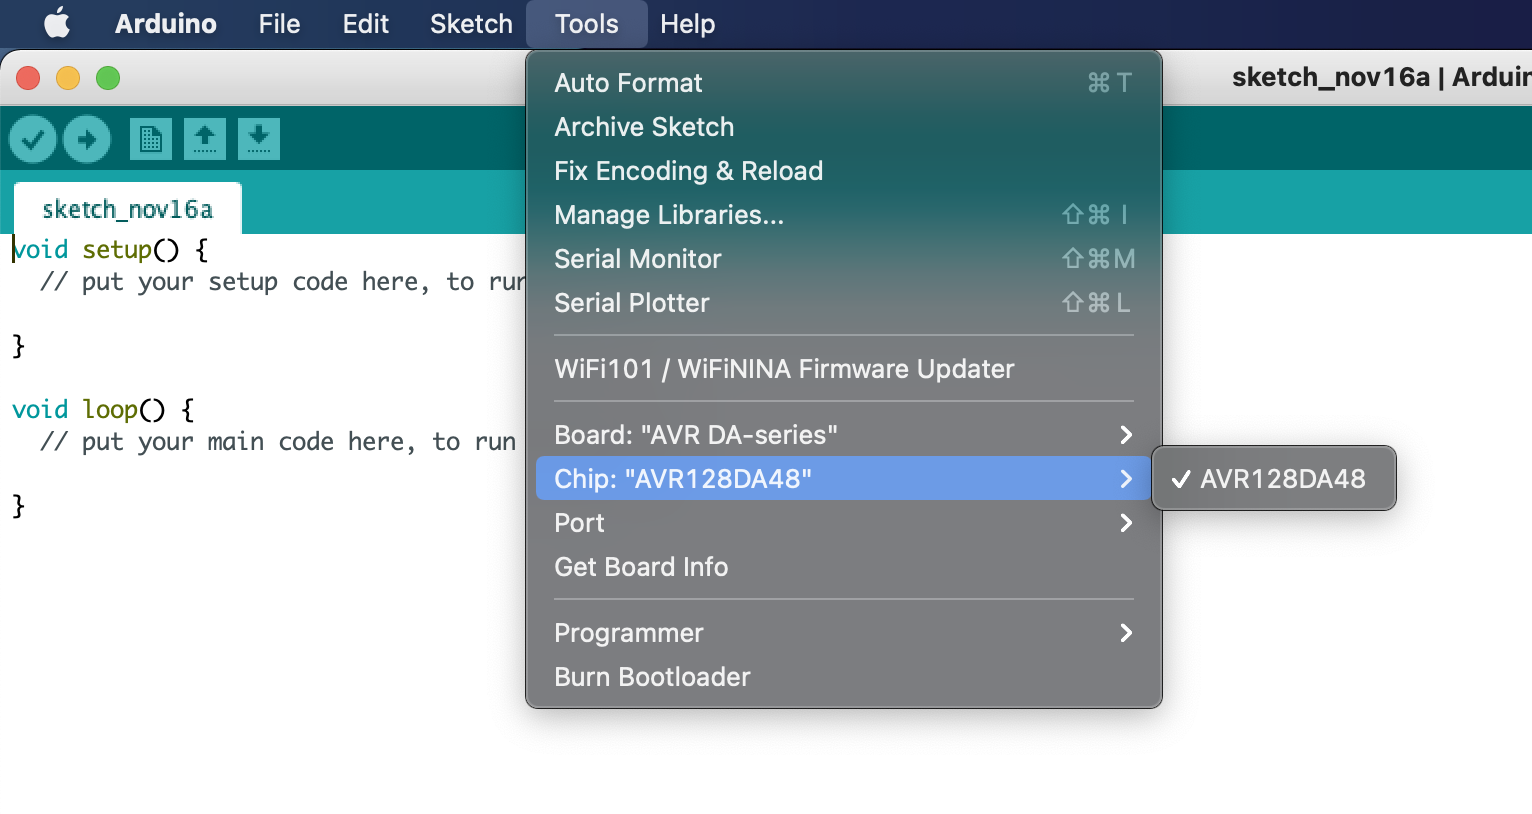 Arduino File Edit Sketch Tools Help
sketch_nov16a | Arduin
sketch_nov16a
void setup() {
// put your setup code here, to run
}
void loop() {
// put your main code here, to run
}
Auto Format ⌘T
Archive Sketch
Fix Encoding & Reload
Manage Libraries... ⇧⌘I
Serial Monitor ⇧⌘M
Serial Plotter ⇧⌘L
WiFi101 / WiFiNINA Firmware Updater
Board: "AVR DA-series"
Chip: "AVR128DA48"
✓ AVR128DA48
Port
Get Board Info
Programmer
Burn Bootloader